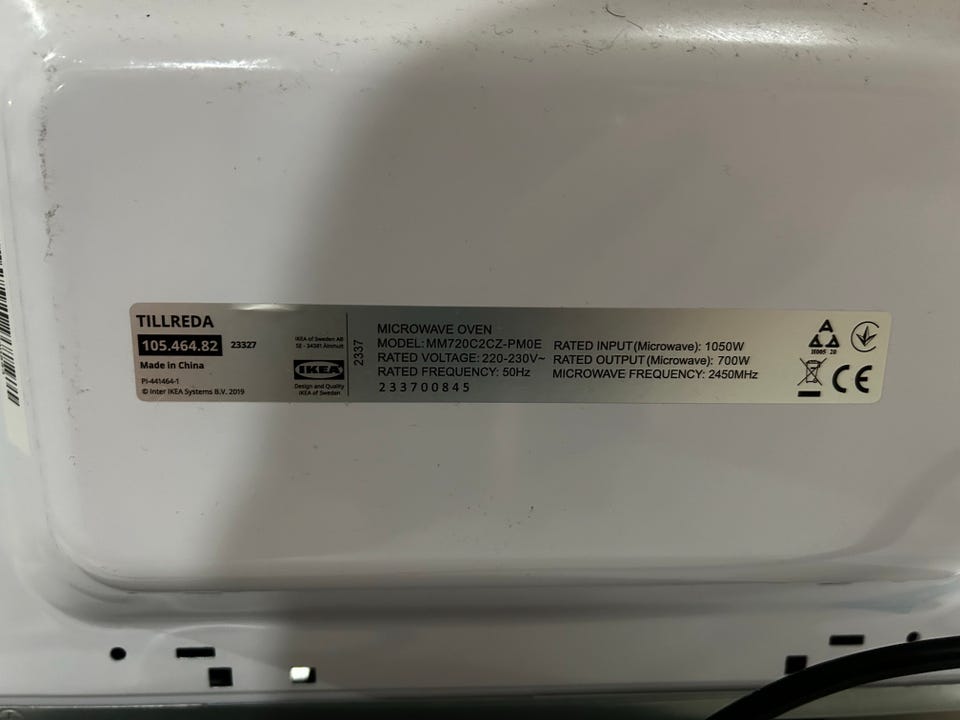 TILLREDA
105.464.82 23327
Made in China
PI-441464-1
© Inter IKEA Systems B.V. 2019
IKEA of Sweden AB
SE - 34381 Älmhult
IKEA
Design and Quality
IKEA of Sweden
2337
MICROWAVE OVEN
MODEL: MM720C2CZ-PM0E
RATED VOLTAGE: 220-230V~
RATED FREQUENCY: 50Hz
233700845
RATED INPUT(Microwave): 1050W
RATED OUTPUT(Microwave): 700W
MICROWAVE FREQUENCY: 2450MHz
CE